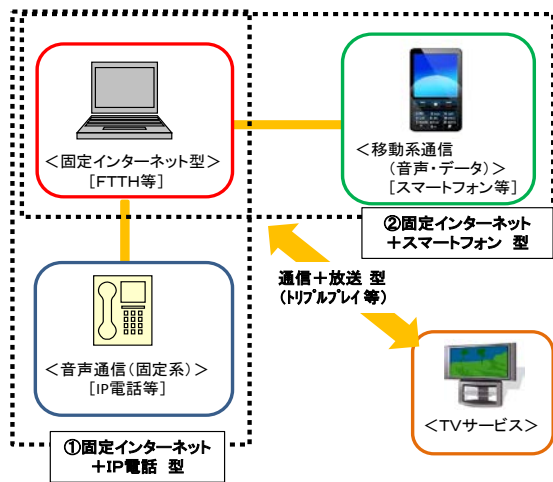 ＜固定インターネット型＞
［FTTH等］
＜移動系通信
（音声・データ）＞
［スマートフォン等］
②固定インターネット
＋スマートフォン 型
通信＋放送 型
（トリプルプレイ等）
＜音声通信（固定系）＞
［IP電話等］
＜TVサービス＞
①固定インターネット
＋IP電話 型